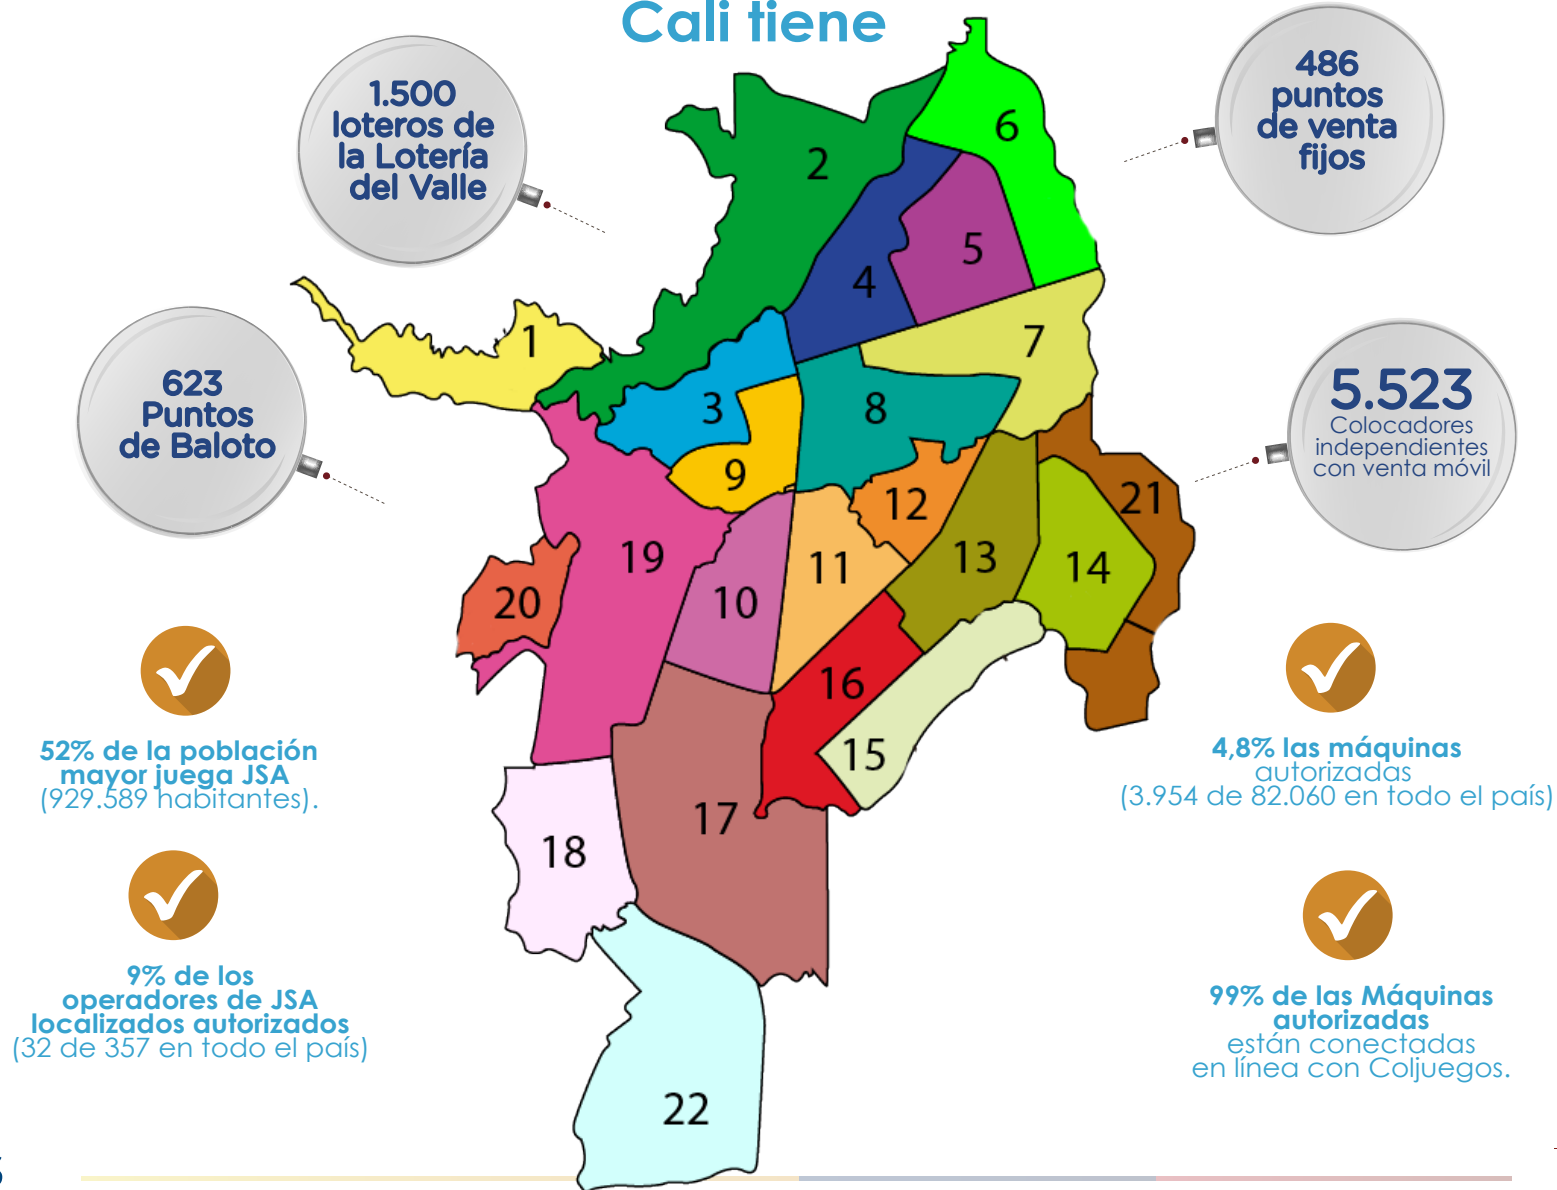 Cali tiene
1.500
loteros de
la Lotería
del Valle
486
puntos
de venta
fijos
623
Puntos
de Baloto
5.523
Colocadores
independientes
con venta móvil
6
2
5
4
1
7
3
8
9
12
21
19
11
13
14
20
10
16
15
17
18
22
52% de la población
mayor juega JSA
(929.589 habitantes).
4,8% las máquinas
autorizadas
(3.954 de 82.060 en todo el país)
9% de los
operadores de JSA
localizados autorizados
(32 de 357 en todo el país)
99% de las Máquinas
autorizadas
están conectadas
en línea con Coljuegos.